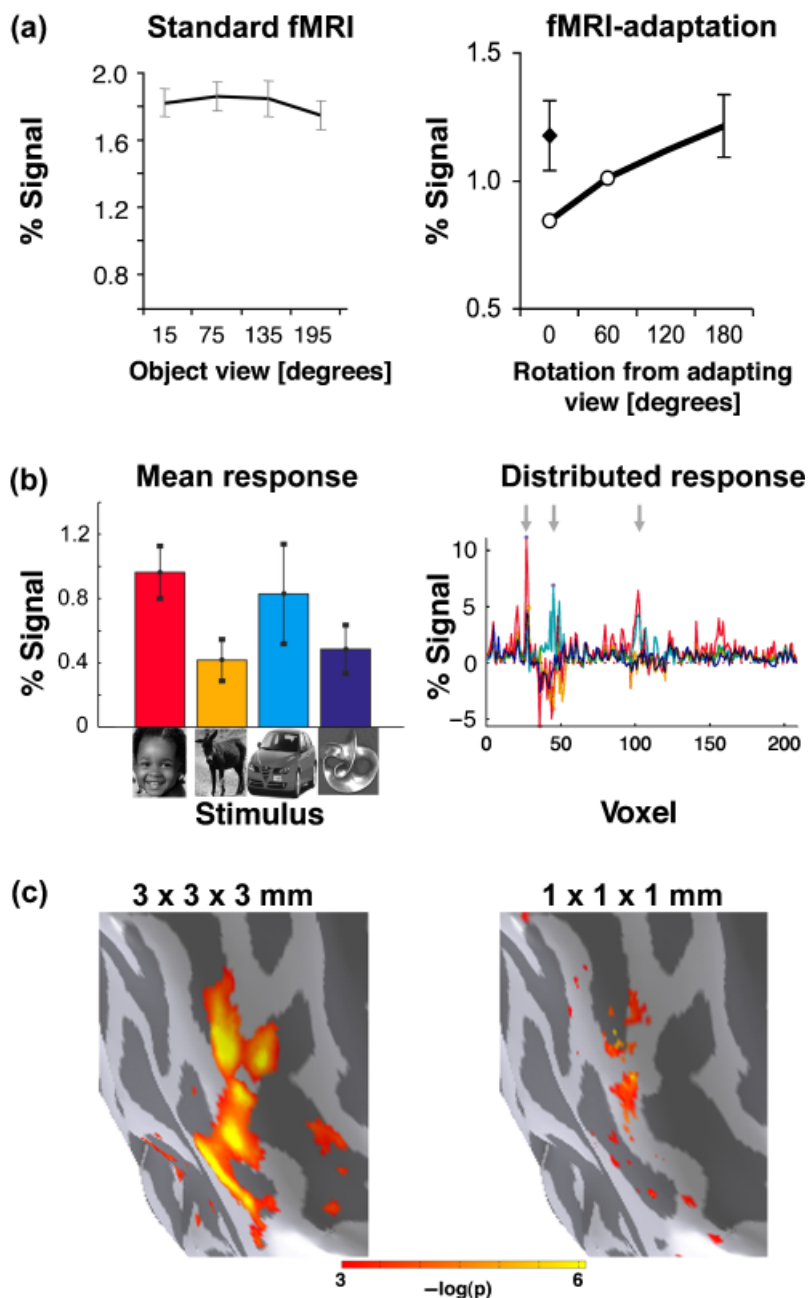 (a)
Standard fMRI
% Signal
2.0
1.6
1.2
0.8
15 75 135 195
Object view [degrees]
fMRI-adaptation
% Signal
1.5
1.0
0.5
0 60 120 180
Rotation from adapting
view [degrees]
(b)
Mean response
% Signal
1.2
0.8
0.4
0
Stimulus
Distributed response
% Signal
10
5
0
−5
0 50 100 150 200
Voxel
(c)
3 x 3 x 3 mm
1 x 1 x 1 mm
3 6
−log(p)